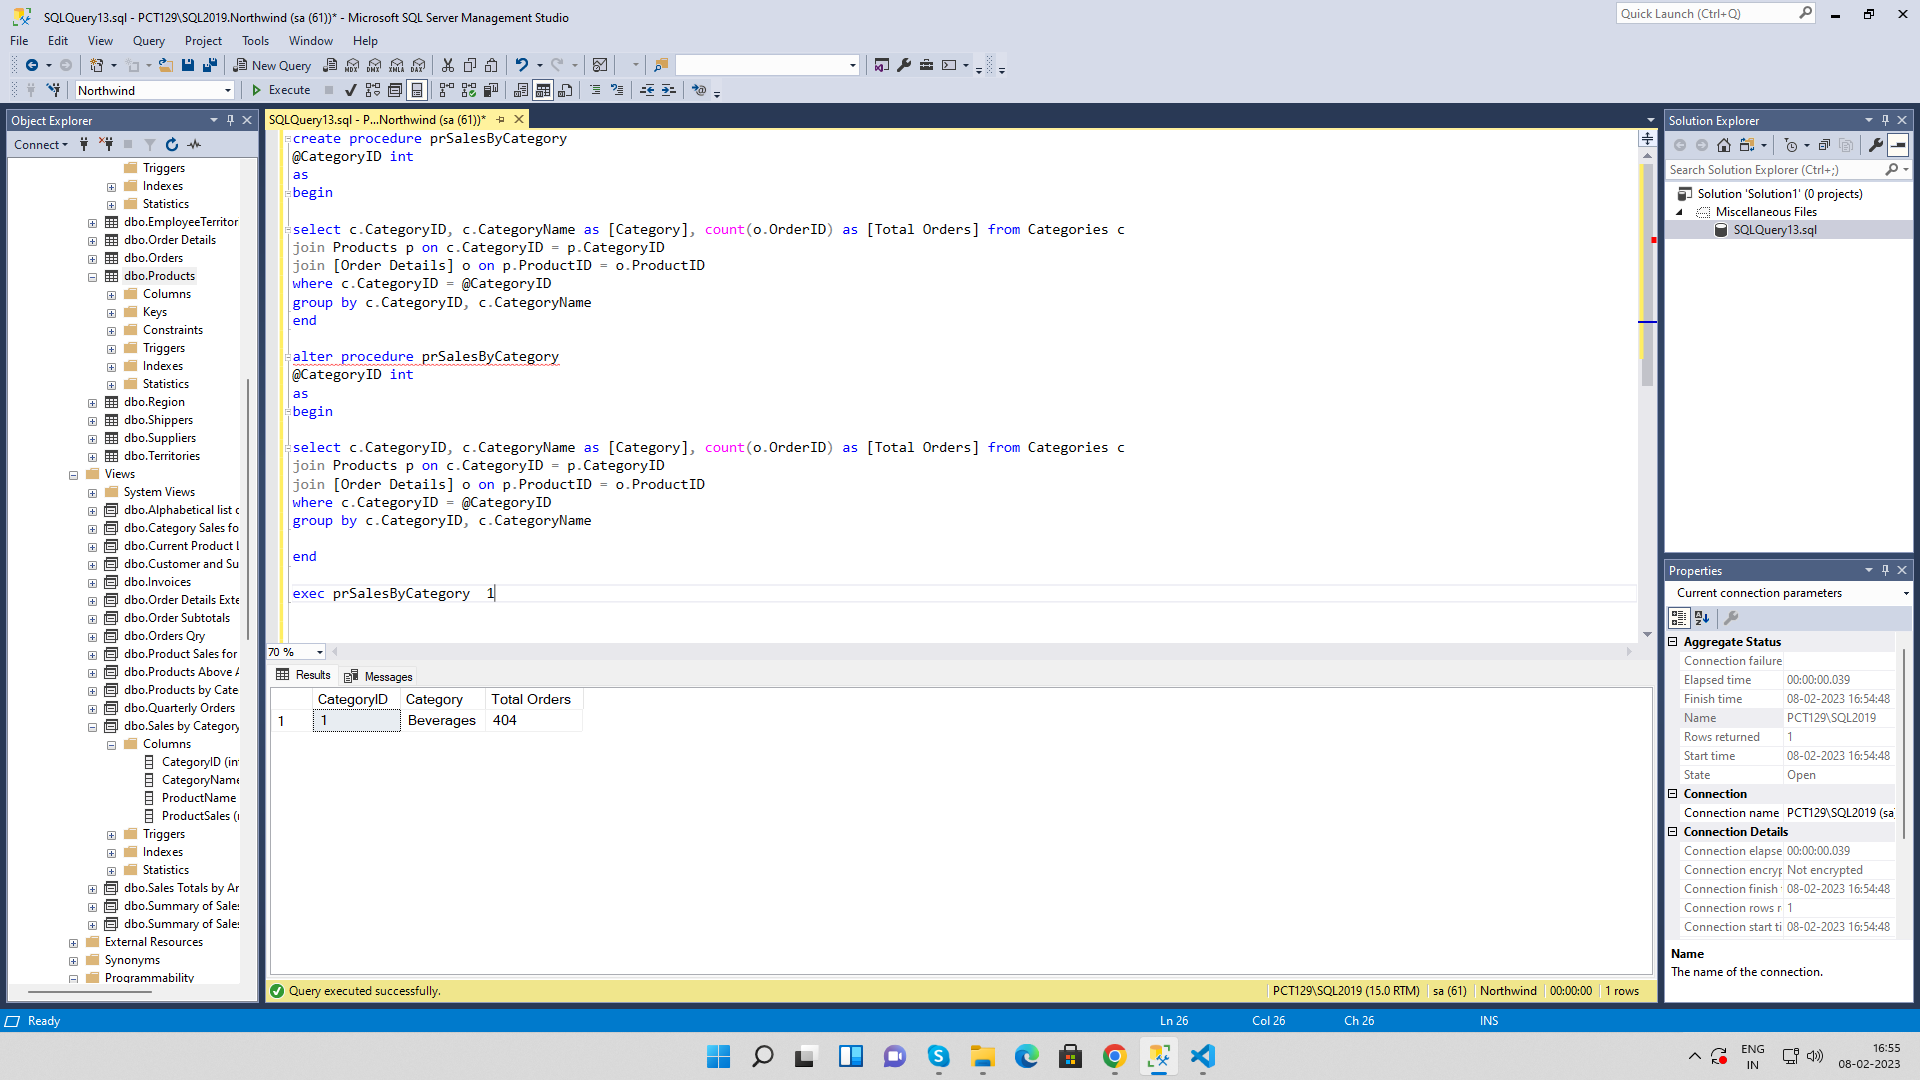 SQLQuery13.sql - PCT129\SQL2019.Northwind (sa (61))* - Microsoft SQL Server Management Studio
Quick Launch (Ctrl+Q)
File Edit View Query Project Tools Window Help
New Query
Northwind
Execute
Object Explorer
Connect
Triggers
Indexes
Statistics
dbo.EmployeeTerritor
dbo.Order Details
dbo.Orders
dbo.Products
Columns
Keys
Constraints
Triggers
Indexes
Statistics
dbo.Region
dbo.Shippers
dbo.Suppliers
dbo.Territories
Views
System Views
dbo.Alphabetical list o
dbo.Category Sales fo
dbo.Current Product L
dbo.Customer and Su
dbo.Invoices
dbo.Order Details Exte
dbo.Order Subtotals
dbo.Orders Qry
dbo.Product Sales for
dbo.Products Above A
dbo.Products by Cate
dbo.Quarterly Orders
dbo.Sales by Category
Columns
CategoryID (in
CategoryName
ProductName
ProductSales (
Triggers
Indexes
Statistics
dbo.Sales Totals by Ar
dbo.Summary of Sales
dbo.Summary of Sales
External Resources
Synonyms
Programmability
SQLQuery13.sql - P...Northwind (sa (61))*
create procedure prSalesByCategory
@CategoryID int
as
begin
select c.CategoryID, c.CategoryName as [Category], count(o.OrderID) as [Total Orders] from Categories c
join Products p on c.CategoryID = p.CategoryID
join [Order Details] o on p.ProductID = o.ProductID
where c.CategoryID = @CategoryID
group by c.CategoryID, c.CategoryName
end
alter procedure prSalesByCategory
@CategoryID int
as
begin
select c.CategoryID, c.CategoryName as [Category], count(o.OrderID) as [Total Orders] from Categories c
join Products p on c.CategoryID = p.CategoryID
join [Order Details] o on p.ProductID = o.ProductID
where c.CategoryID = @CategoryID
group by c.CategoryID, c.CategoryName
end
exec prSalesByCategory  1
70 %
Results Messages
CategoryID Category Total Orders
1 1 Beverages 404
Query executed successfully.
PCT129\SQL2019 (15.0 RTM) sa (61) Northwind 00:00:00 1 rows
Solution Explorer
Search Solution Explorer (Ctrl+;)
Solution 'Solution1' (0 projects)
Miscellaneous Files
SQLQuery13.sql
Properties
Current connection parameters
Aggregate Status
Connection failure
Elapsed time 00:00:00.039
Finish time 08-02-2023 16:54:48
Name PCT129\SQL2019
Rows returned 1
Start time 08-02-2023 16:54:48
State Open
Connection
Connection name PCT129\SQL2019 (sa
Connection Details
Connection elapse 00:00:00.039
Connection encryp Not encrypted
Connection finish 08-02-2023 16:54:48
Connection rows r 1
Connection start ti 08-02-2023 16:54:48
Name
The name of the connection.
Ready Ln 26 Col 26 Ch 26 INS
ENG
IN
16:55
08-02-2023